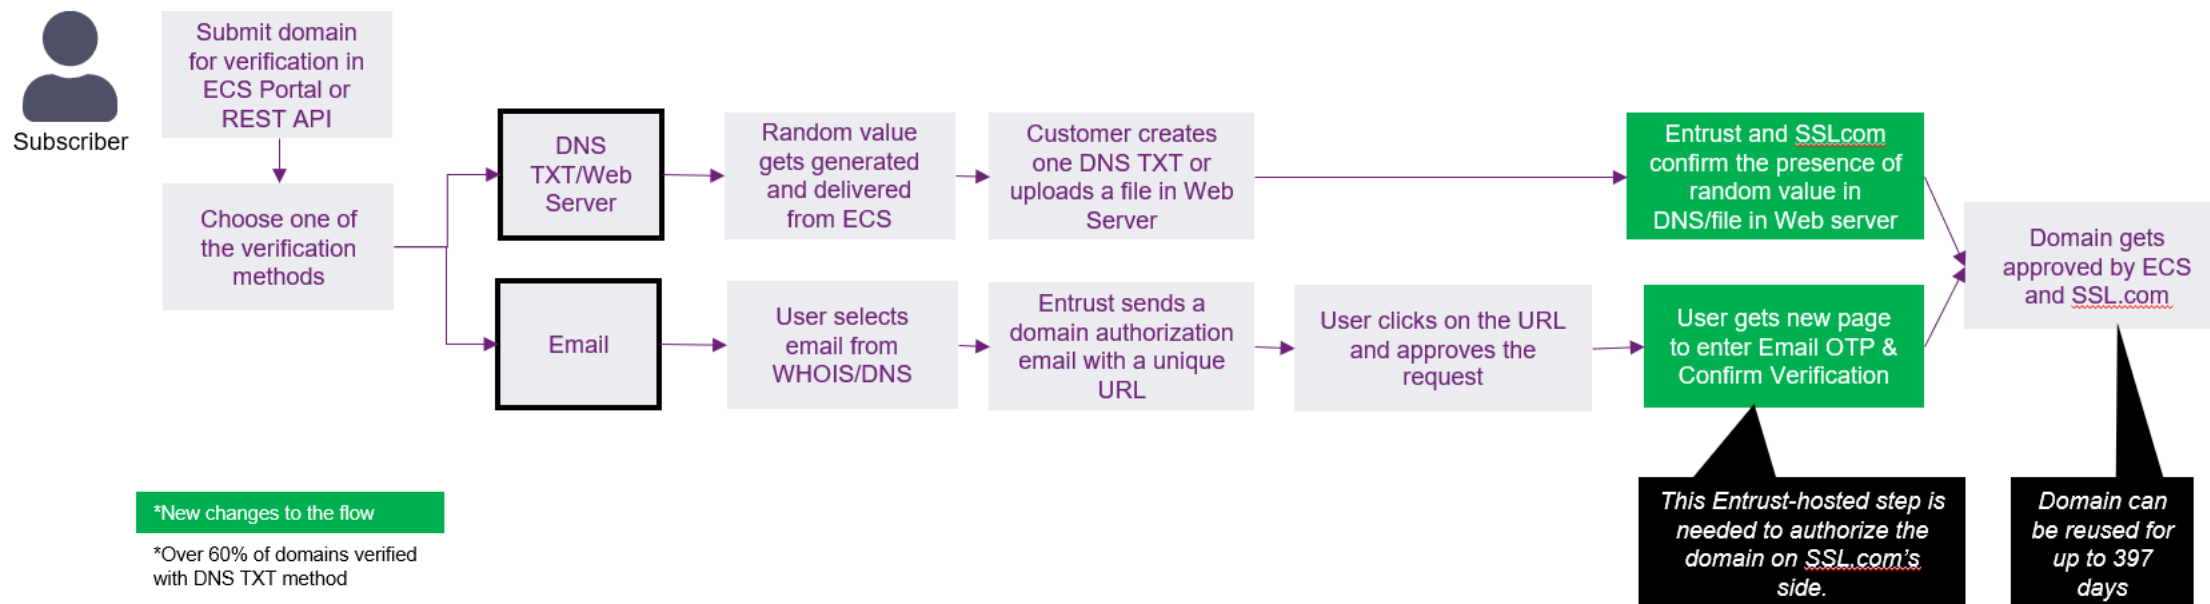 Subscriber
Submit domain
for verification in
ECS Portal or
REST API
Choose one of
the verification
methods
DNS
TXT/Web
Server
Random value
gets generated
and delivered
from ECS
Customer creates
one DNS TXT or
uploads a file in Web
Server
Entrust and SSLcom
confirm the presence of
random value in
DNS/file in Web server
Email
User selects
email from
WHOIS/DNS
Entrust sends a
domain authorization
email with a unique
URL
User clicks on the URL
and approves the
request
User gets new page
to enter Email OTP &
Confirm Verification
Domain gets
approved by ECS
and SSL.com
This Entrust-hosted step is
needed to authorize the
domain on SSL.com's
side.
Domain can
be reused for
up to 397
days
*New changes to the flow
*Over 60% of domains verified
with DNS TXT method